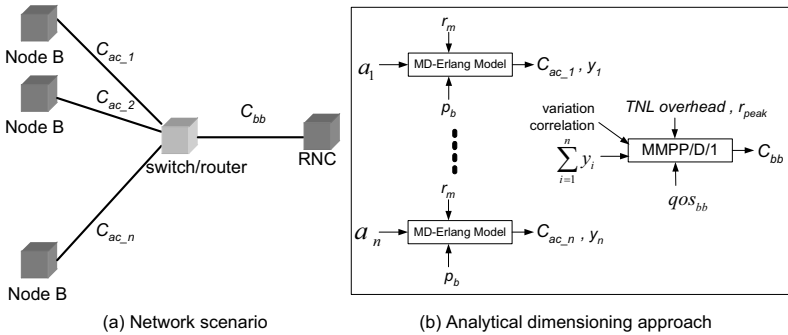 Node B
C_ac_1
Node B
C_ac_2
C_bb
switch/router
RNC
C_ac_n
Node B
(a) Network scenario
r_m
a_1
MD-Erlang Model
C_ac_1 , y_1
p_b
variation
correlation
TNL overhead , r_peak
n
∑ y_i
i=1
MMPP/D/1
C_bb
qos_bb
r_m
a_n
MD-Erlang Model
C_ac_n , y_n
p_b
(b) Analytical dimensioning approach